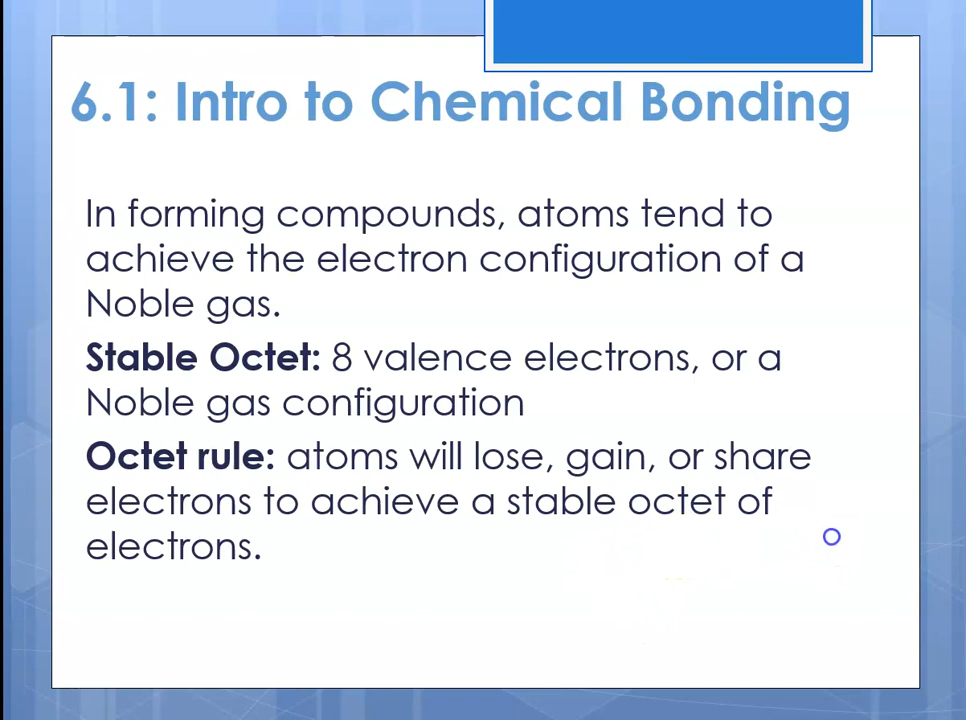 6.1: Intro to Chemical Bonding
In forming compounds, atoms tend to
achieve the electron configuration of a
Noble gas.
Stable Octet: 8 valence electrons, or a
Noble gas configuration
Octet rule: atoms will lose, gain, or share
electrons to achieve a stable octet of
electrons.